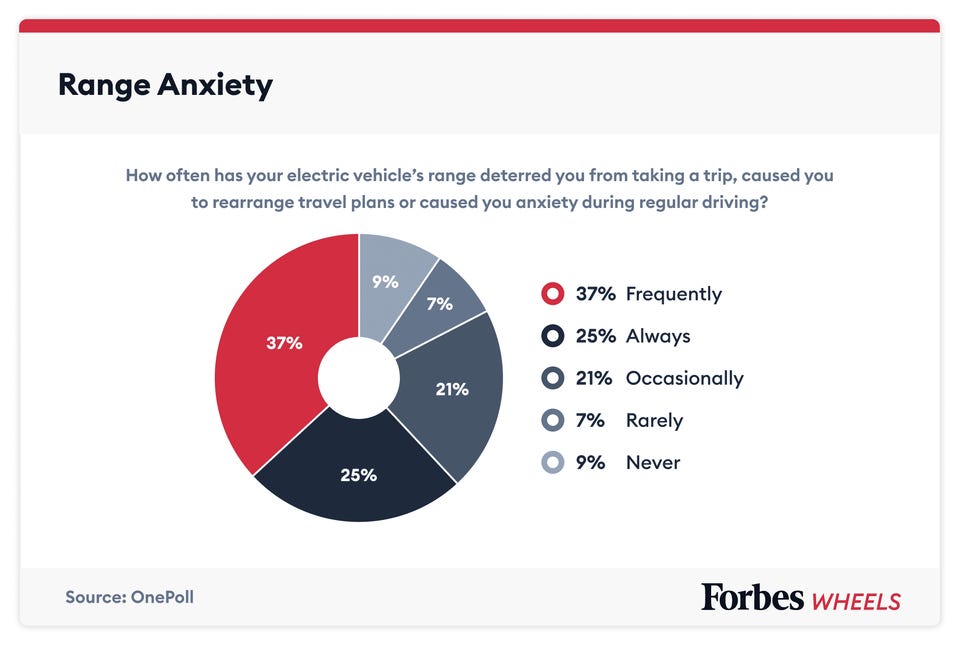 Range Anxiety
How often has your electric vehicle’s range deterred you from taking a trip, caused you
to rearrange travel plans or caused you anxiety during regular driving?
9%
7%
37%
21%
25%
37% Frequently
25% Always
21% Occasionally
7% Rarely
9% Never
Source: OnePoll
Forbes WHEELS